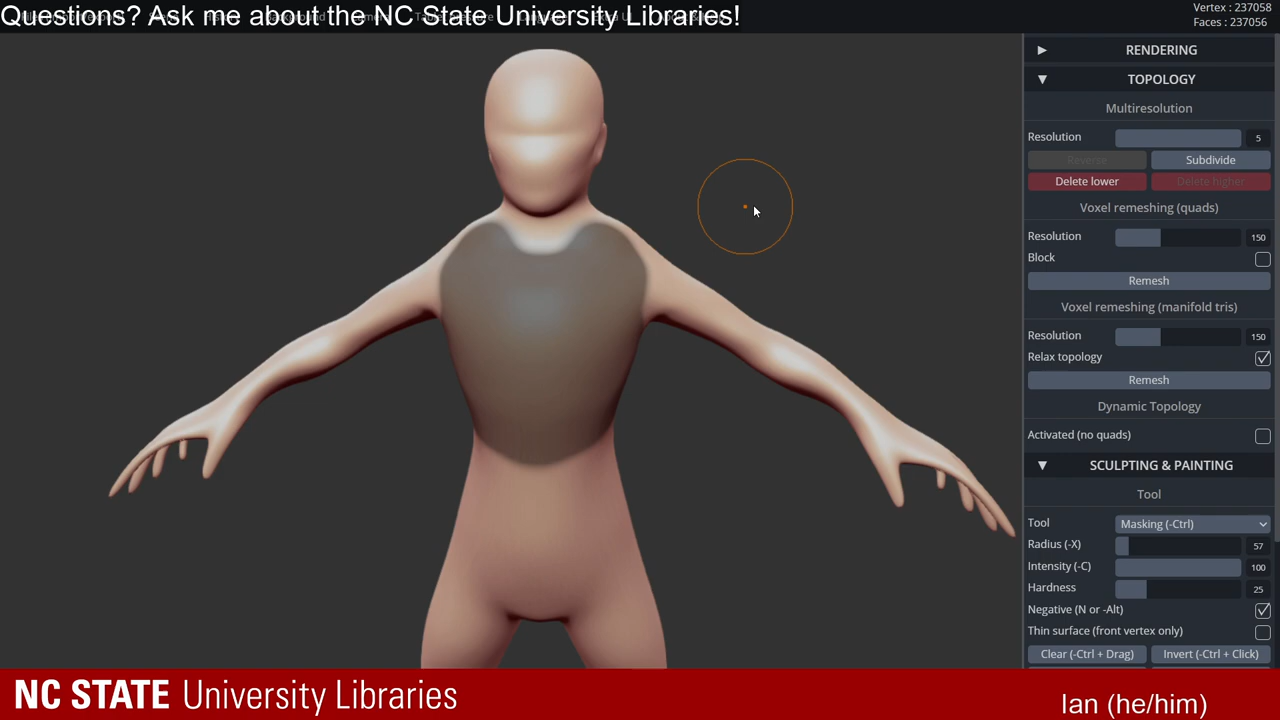 Questions? Ask me about the NC State University Libraries!
Vertex : 237058
Faces : 237056
RENDERING
TOPOLOGY
Multiresolution
Resolution 5
Reverse Subdivide
Delete lower Delete higher
Voxel remeshing (quads)
Resolution 150
Block
Remesh
Voxel remeshing (manifold tris)
Resolution 150
Relax topology
Remesh
Dynamic Topology
Activated (no quads)
SCULPTING & PAINTING
Tool
Tool Masking (-Ctrl)
Radius (-X) 57
Intensity (-C) 100
Hardness 25
Negative (N or -Alt)
Thin surface (front vertex only)
Clear (-Ctrl + Drag) Invert (-Ctrl + Click)
NC STATE University Libraries
Ian (he/him)